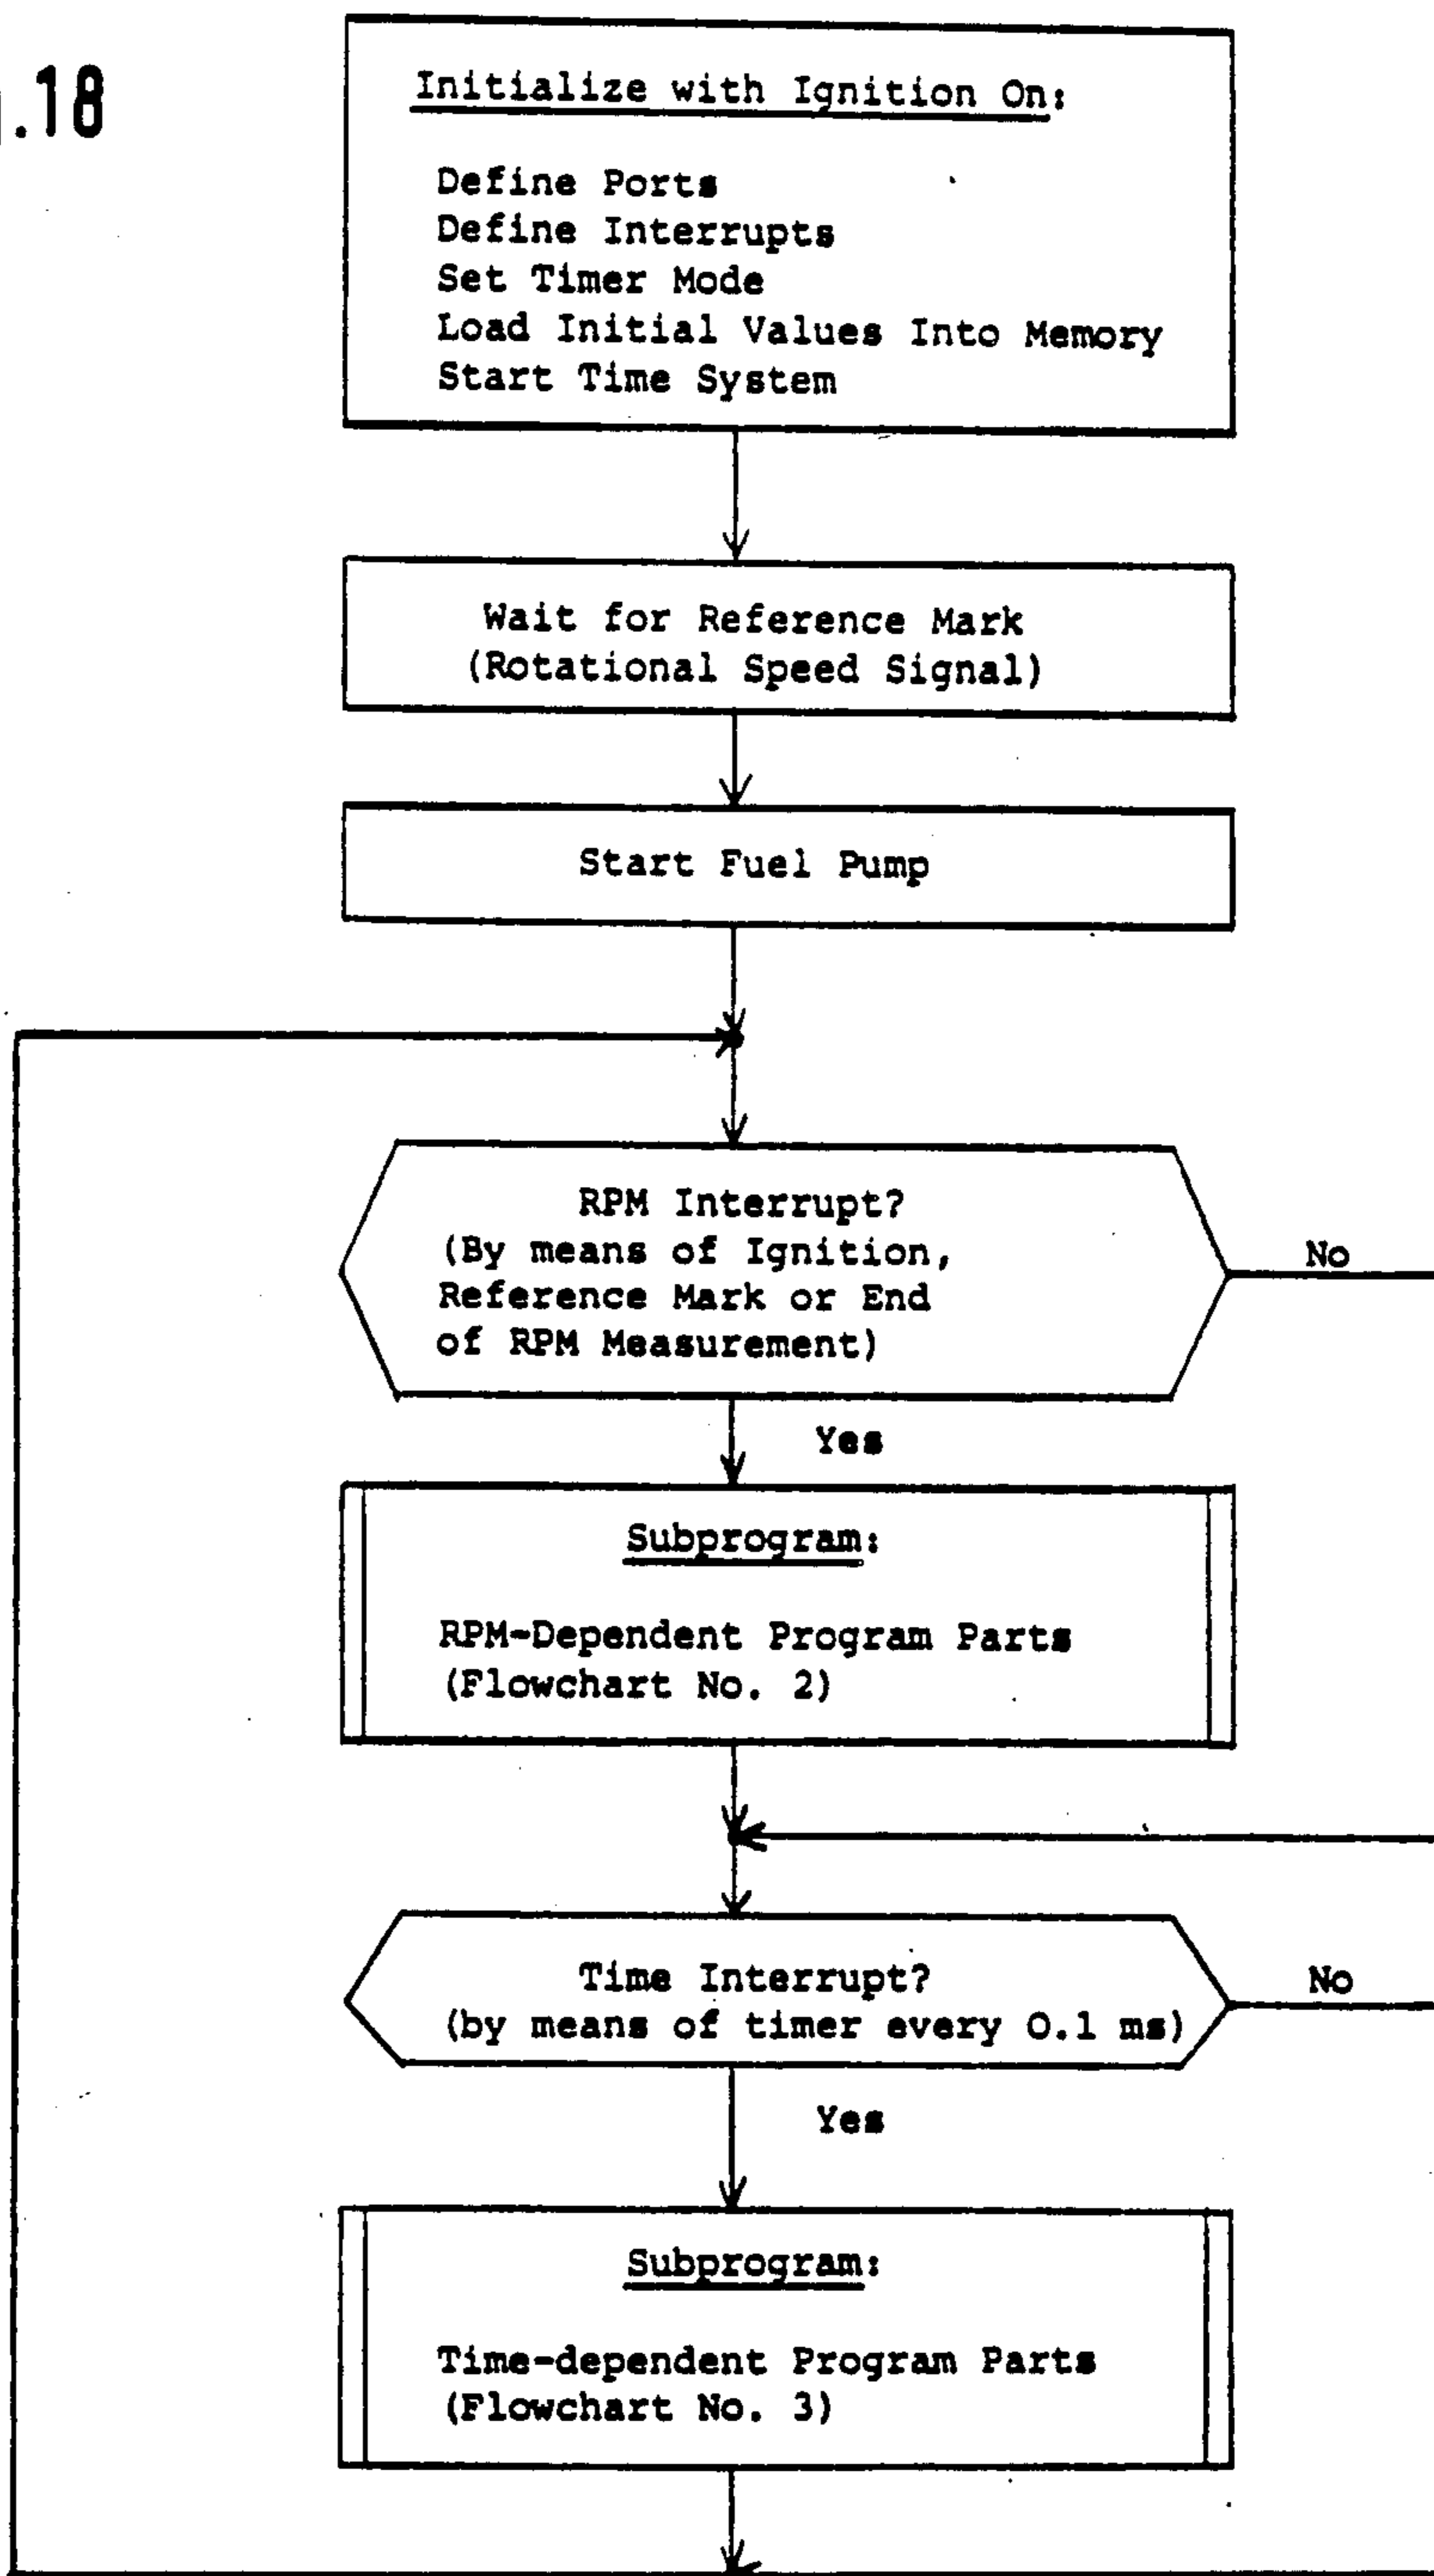 .18
Initialize with Ignition On:
Define Ports
Define Interrupts
Set Timer Mode
Load Initial Values Into Memory
Start Time System
Wait for Reference Mark
(Rotational Speed Signal)
Start Fuel Pump
RPM Interrupt?
(By means of Ignition,
Reference Mark or End
of RPM Measurement)
No
Yes
Subprogram:
RPM-Dependent Program Parts
(Flowchart No. 2)
Time Interrupt?
(by means of timer every 0.1 ms)
No
Yes
Subprogram:
Time-dependent Program Parts
(Flowchart No. 3)